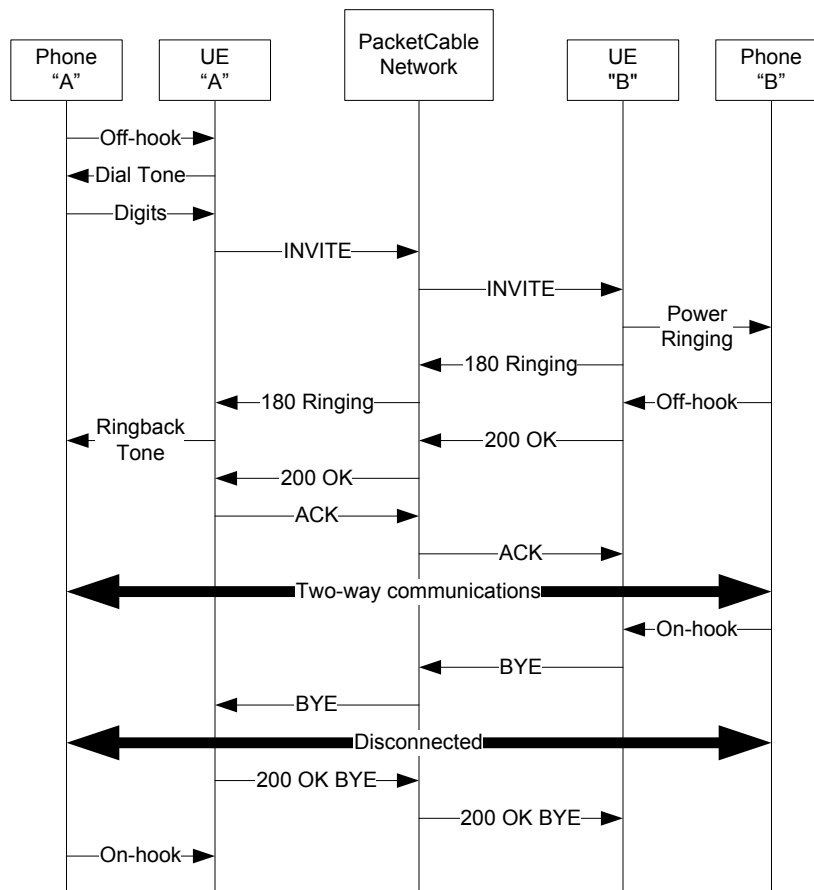 Phone
“A”
UE
“A”
PacketCable
Network
UE
"B"
Phone
“B”
Off-hook
Dial Tone
Digits
INVITE
INVITE
Power
Ringing
180 Ringing
180 Ringing
Off-hook
Ringback
Tone
200 OK
200 OK
ACK
ACK
Two-way communications
On-hook
BYE
BYE
Disconnected
200 OK BYE
200 OK BYE
On-hook